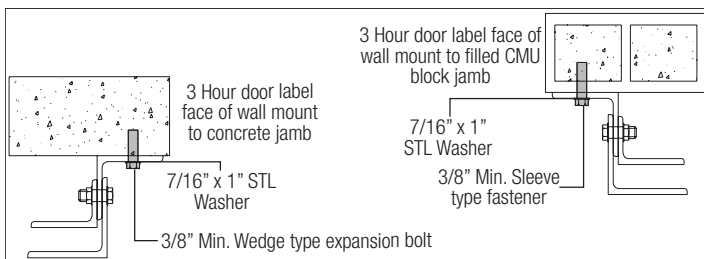 3 Hour door label
face of wall mount
to concrete jamb
7/16” x 1” STL
Washer
3/8” Min. Wedge type expansion bolt
3 Hour door label face of
wall mount to filled CMU
block jamb
7/16” x 1”
STL Washer
3/8” Min. Sleeve
type fastener